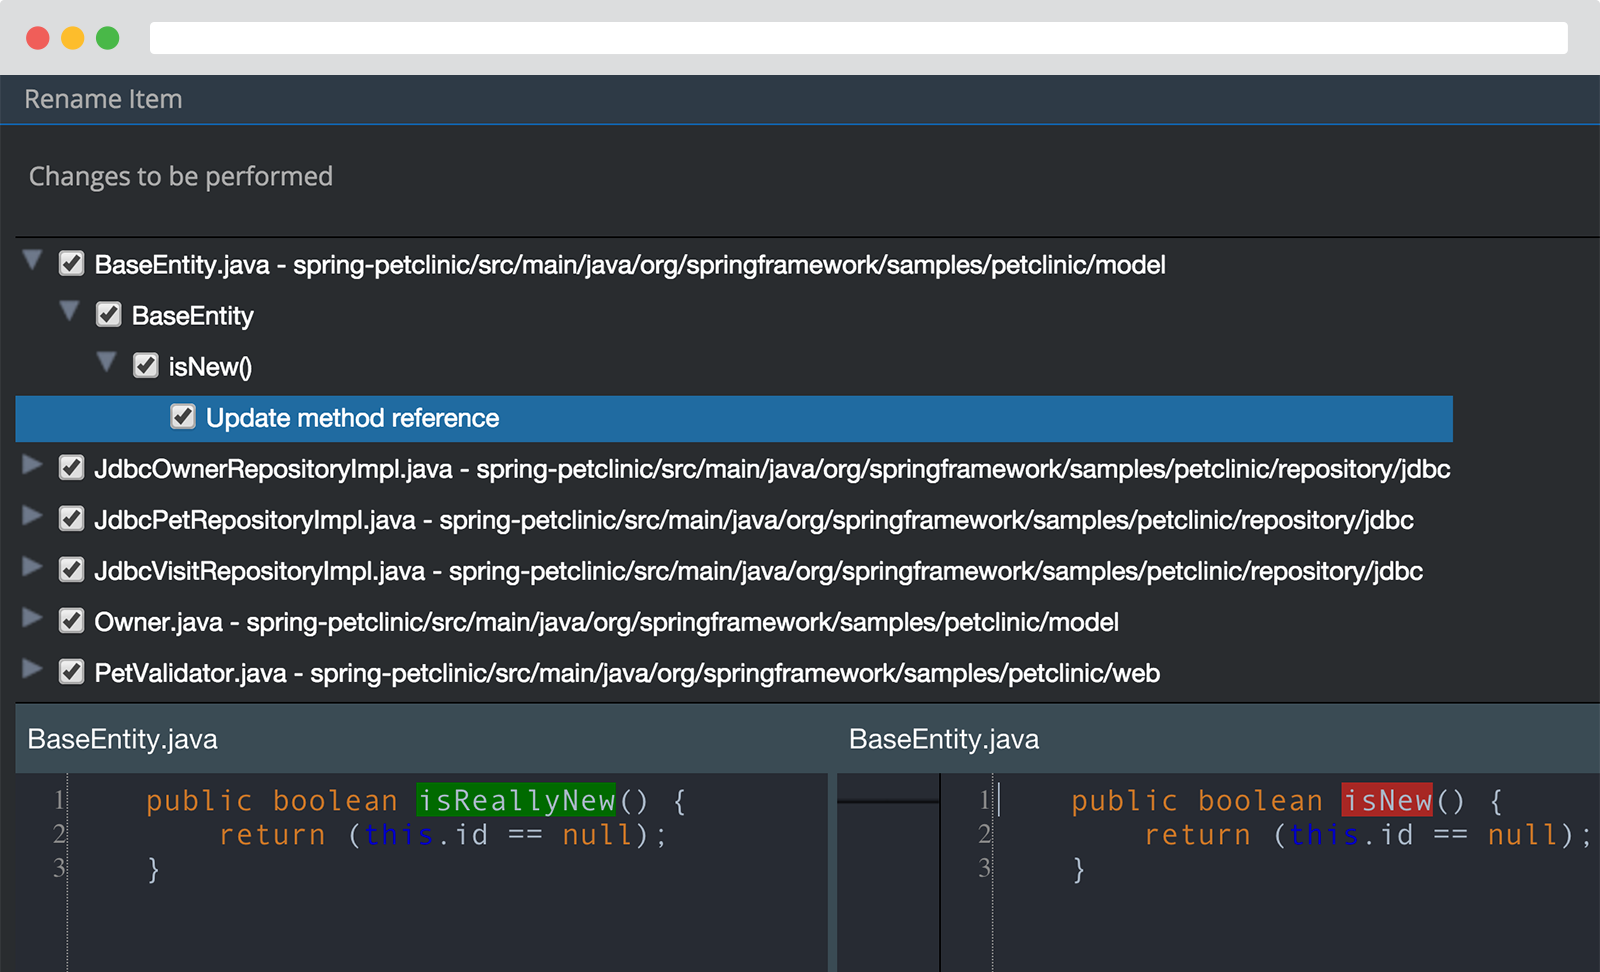 Rename Item
Changes to be performed
BaseEntity.java - spring-petclinic/src/main/java/org/springframework/samples/petclinic/model
BaseEntity
isNew()
Update method reference
JdbcOwnerRepositoryImpl.java - spring-petclinic/src/main/java/org/springframework/samples/petclinic/repository/jdbc
JdbcPetRepositoryImpl.java - spring-petclinic/src/main/java/org/springframework/samples/petclinic/repository/jdbc
JdbcVisitRepositoryImpl.java - spring-petclinic/src/main/java/org/springframework/samples/petclinic/repository/jdbc
Owner.java - spring-petclinic/src/main/java/org/springframework/samples/petclinic/model
PetValidator.java - spring-petclinic/src/main/java/org/springframework/samples/petclinic/web
BaseEntity.java
1 public boolean isReallyNew() {
2 return (this.id == null);
3 }
BaseEntity.java
1 public boolean isNew() {
2 return (this.id == null);
3 }